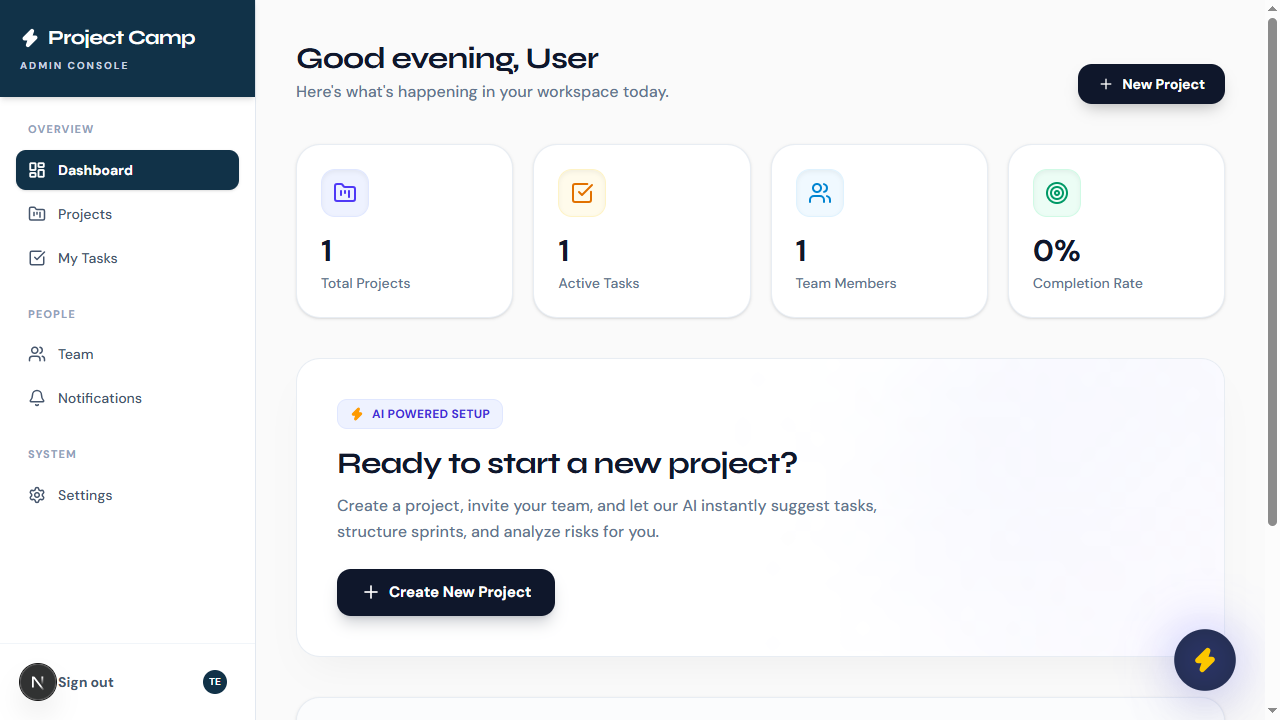 Project Camp
ADMIN CONSOLE
OVERVIEW
Dashboard
Projects
My Tasks
PEOPLE
Team
Notifications
SYSTEM
Settings
N
Sign out
TE
Good evening, User
Here's what's happening in your workspace today.
New Project
1
Total Projects
1
Active Tasks
1
Team Members
0%
Completion Rate
AI POWERED SETUP
Ready to start a new project?
Create a project, invite your team, and let our AI instantly suggest tasks,
structure sprints, and analyze risks for you.
Create New Project